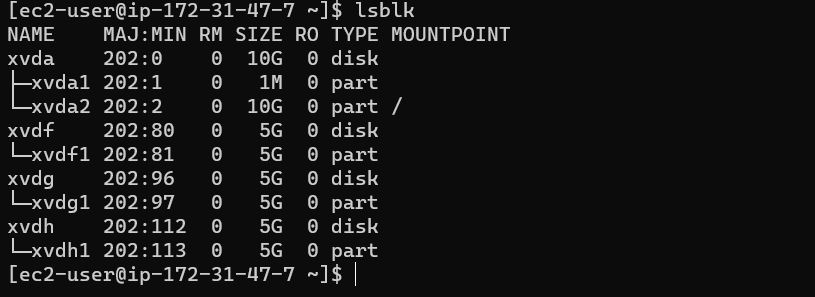 [ec2-user@ip-172-31-47-7 ~]$ lsblk
NAME    MAJ:MIN RM SIZE RO TYPE MOUNTPOINT
xvda    202:0    0  10G  0 disk
├─xvda1 202:1    0   1M  0 part
└─xvda2 202:2    0  10G  0 part /
xvdf    202:80   0   5G  0 disk
└─xvdf1 202:81   0   5G  0 part
xvdg    202:96   0   5G  0 disk
└─xvdg1 202:97   0   5G  0 part
xvdh    202:112  0   5G  0 disk
└─xvdh1 202:113  0   5G  0 part
[ec2-user@ip-172-31-47-7 ~]$